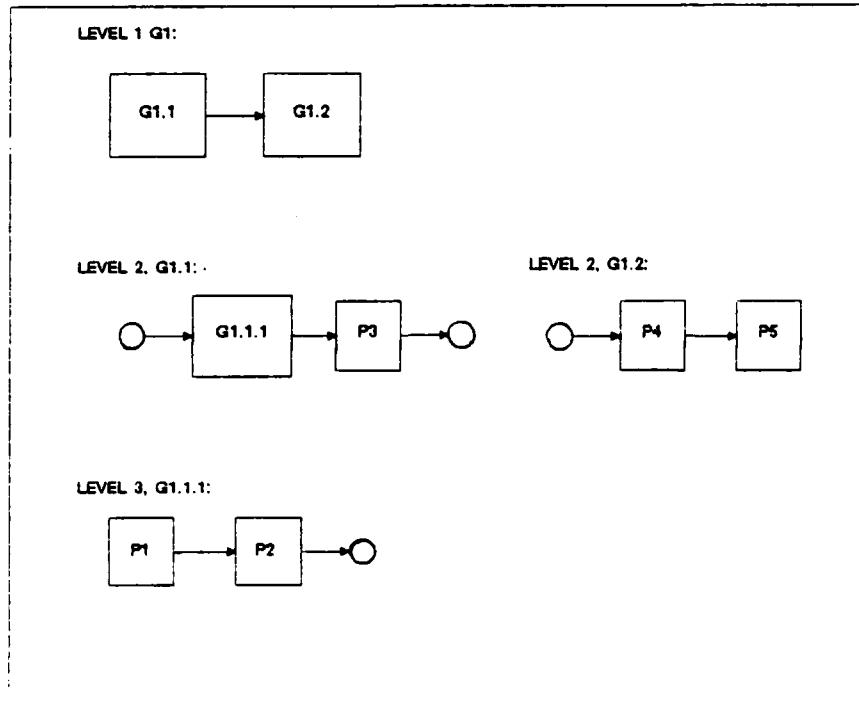 LEVEL 1 G1:
G1.1 G1.2
LEVEL 2, G1.1: LEVEL 2, G1.2:
G1.1.1 P3 P4 P5
LEVEL 3, G1.1.1:
P1 P2